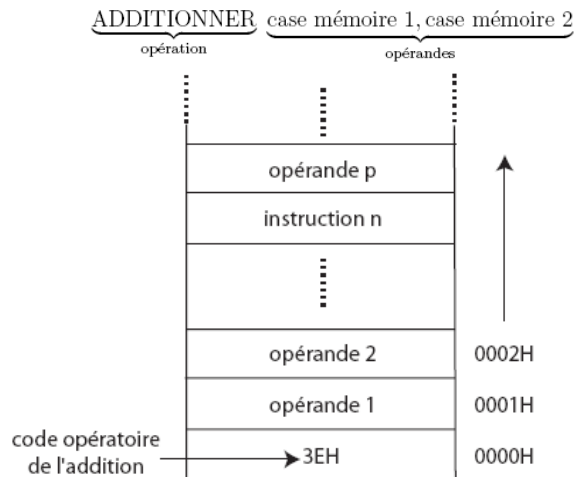 ADDITIONNER case mémoire 1, case mémoire 2
opération opérandes
opérande p
instruction n
opérande 2 0002H
opérande 1 0001H
code opératoire
de l'addition 3EH 0000H